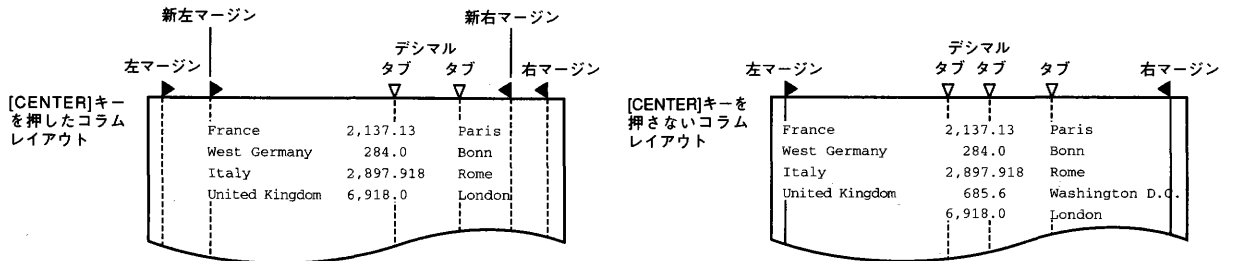 新左マージン 新右マージン
デシマル
左マージン タブ タブ 右マージン
[CENTER]キー
を押したコラム
レイアウト
France 2,137.13 Paris
West Germany 284.0 Bonn
Italy 2,897.918 Rome
United Kingdom 6,918.0 London
デシマル
左マージン タブ タブ タブ 右マージン
[CENTER]キーを
押さないコラム
レイアウト
France 2,137.13 Paris
West Germany 284.0 Bonn
Italy 2,897.918 Rome
United Kingdom 685.6 Washington D.C.
6,918.0 London